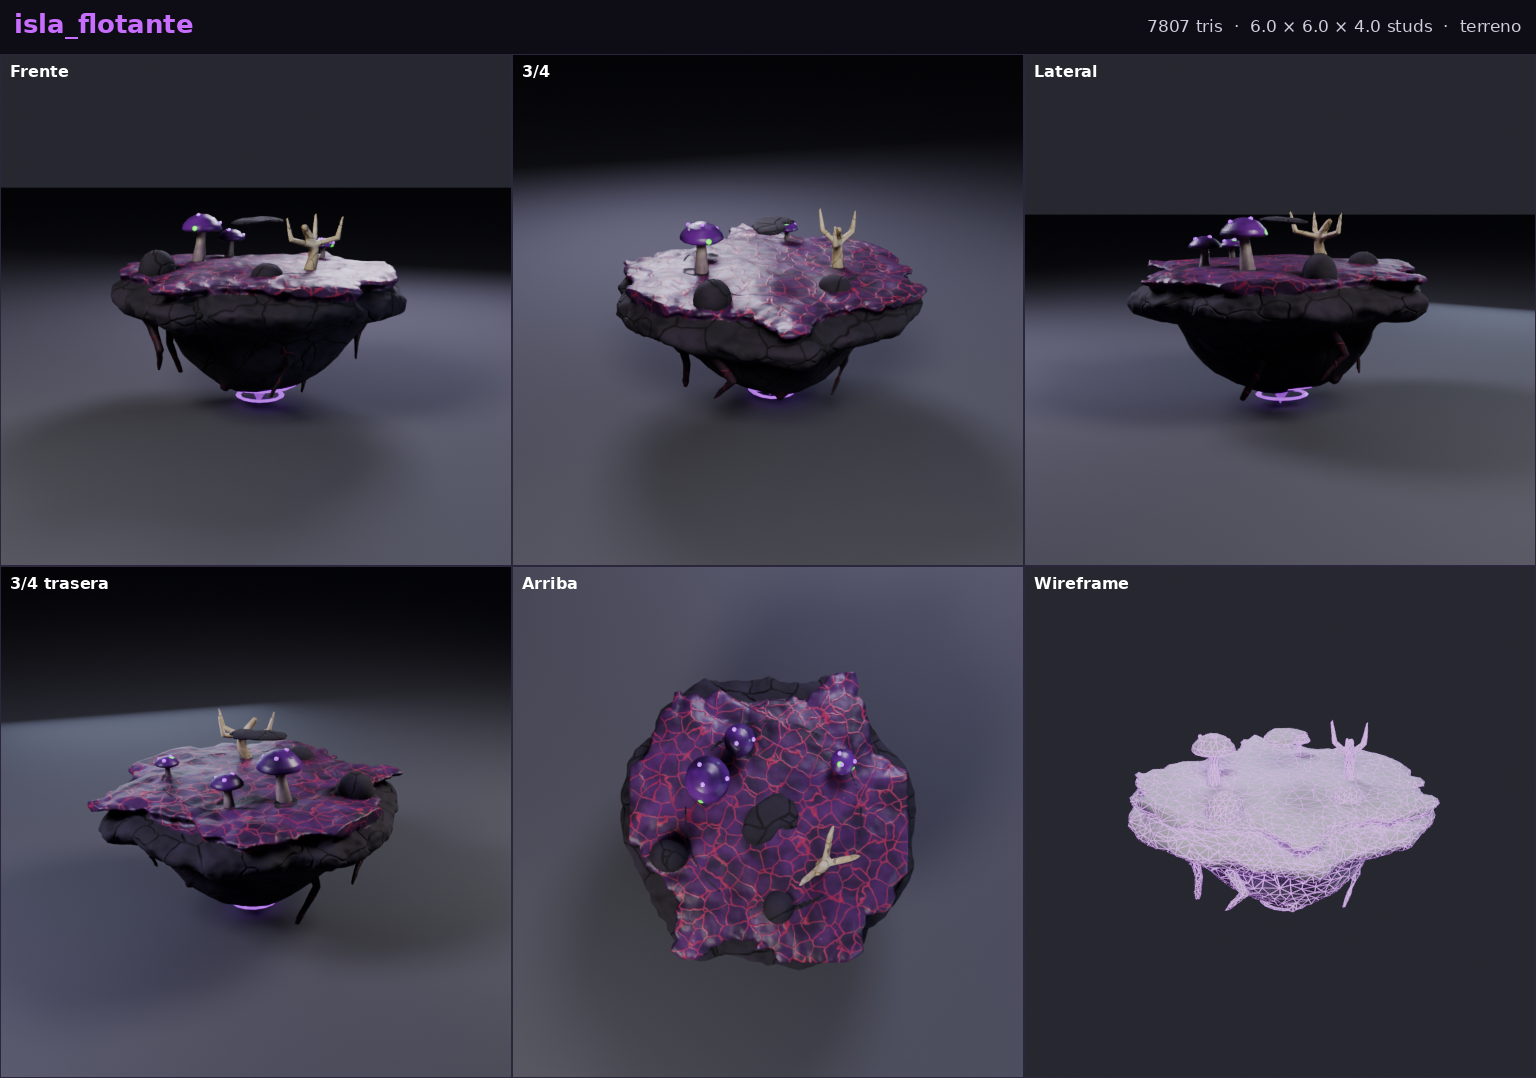 isla_flotante
7807 tris · 6.0 × 6.0 × 4.0 studs · terreno
Frente
3/4
Lateral
3/4 trasera
Arriba
Wireframe